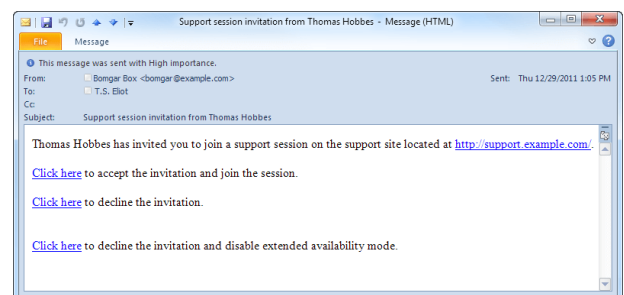 Support session invitation from Thomas Hobbes - Message (HTML)
File Message
This message was sent with High importance.
From: Bomgar Box <bomgar@example.com> Sent: Thu 12/29/2011 1:05 PM
To: T.S. Eliot
Cc:
Subject: Support session invitation from Thomas Hobbes
Thomas Hobbes has invited you to join a support session on the support site located at http://support.example.com/.
Click here to accept the invitation and join the session.
Click here to decline the invitation.
Click here to decline the invitation and disable extended availability mode.